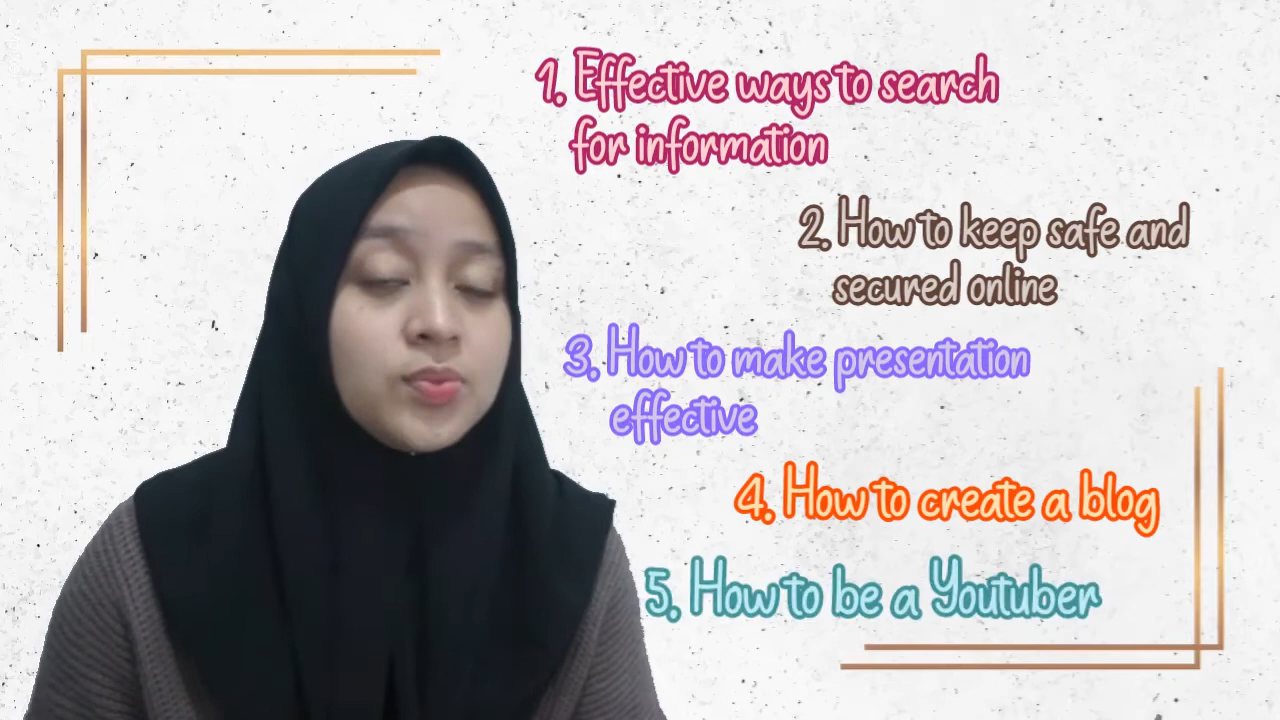 1. Effective ways to search
for information
2. How to keep safe and
secured online
3. How to make presentation
effective
4. How to create a blog
5. How to be a Youtuber